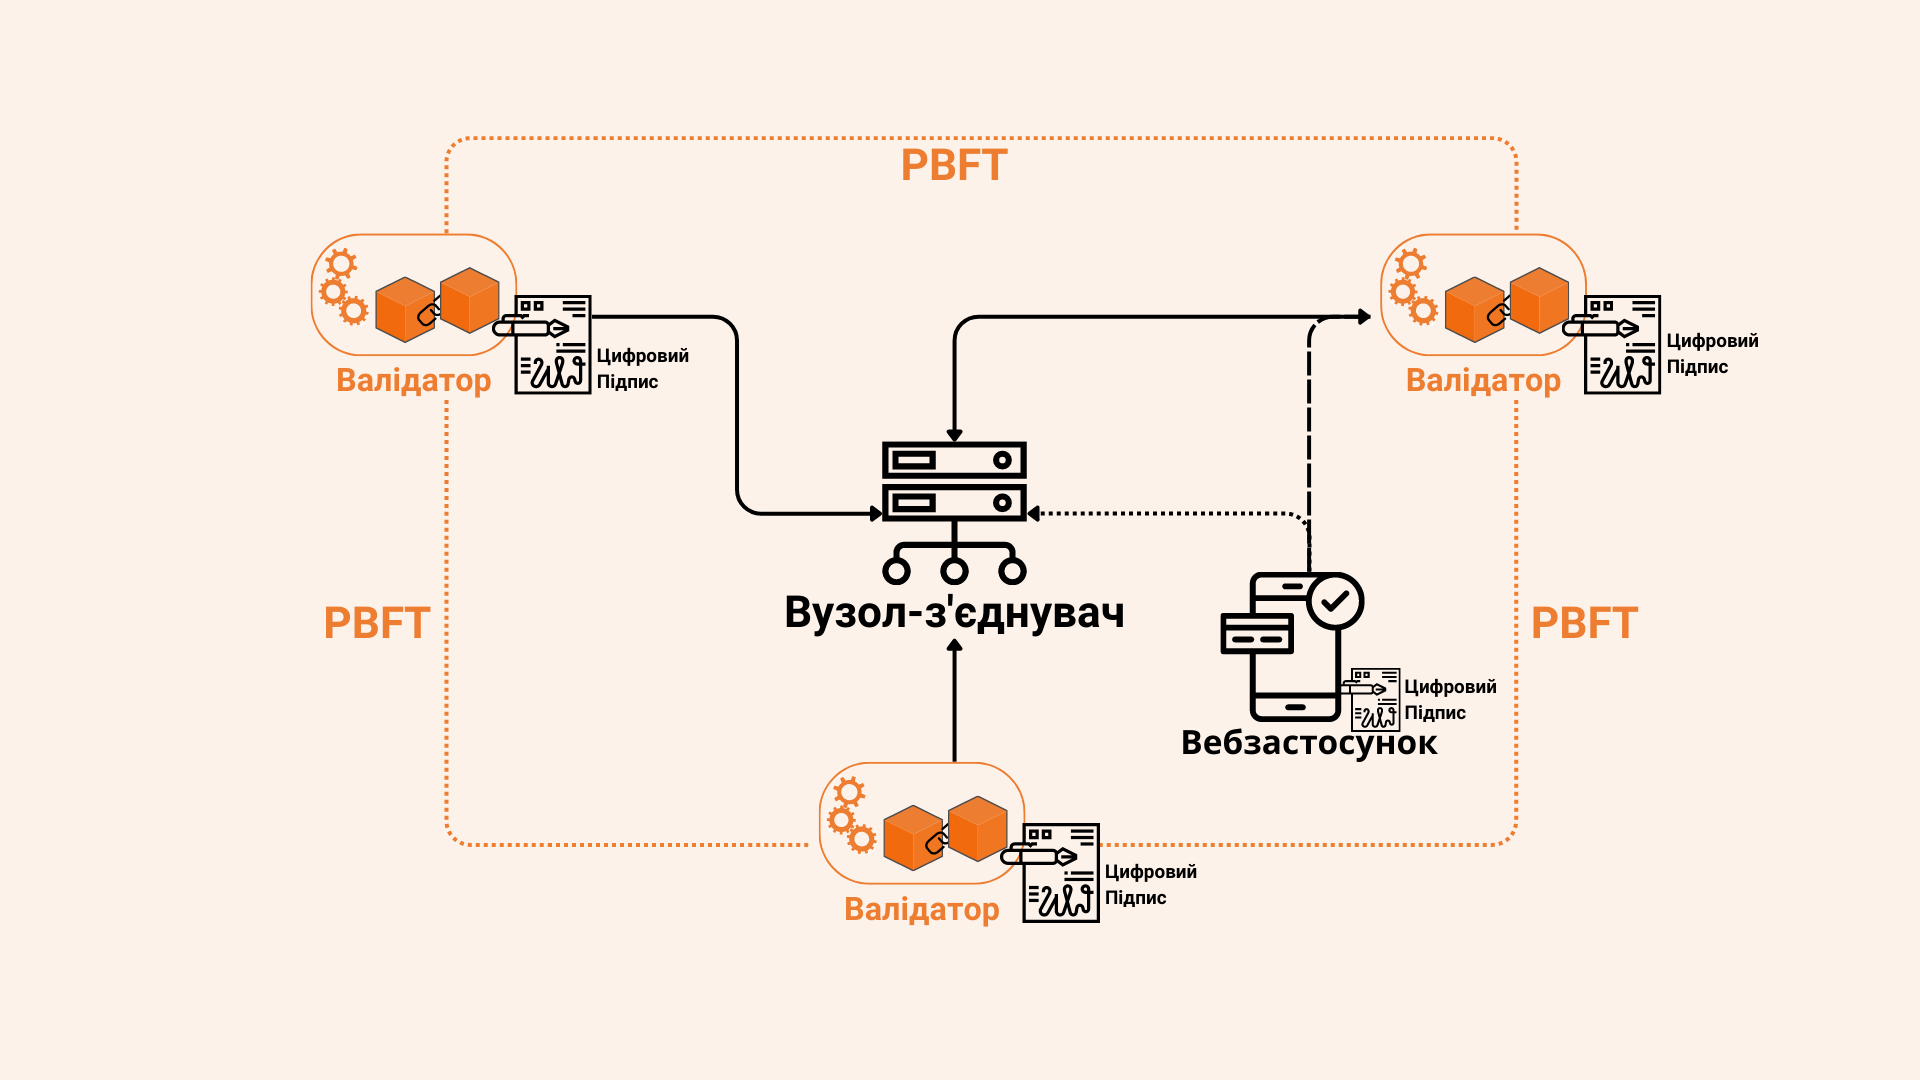 PBFT
Валідатор
Цифровий
Підпис
Валідатор
Цифровий
Підпис
Вузол-з'єднувач
PBFT
PBFT
Цифровий
Підпис
Вебзастосунок
Валідатор
Цифровий
Підпис